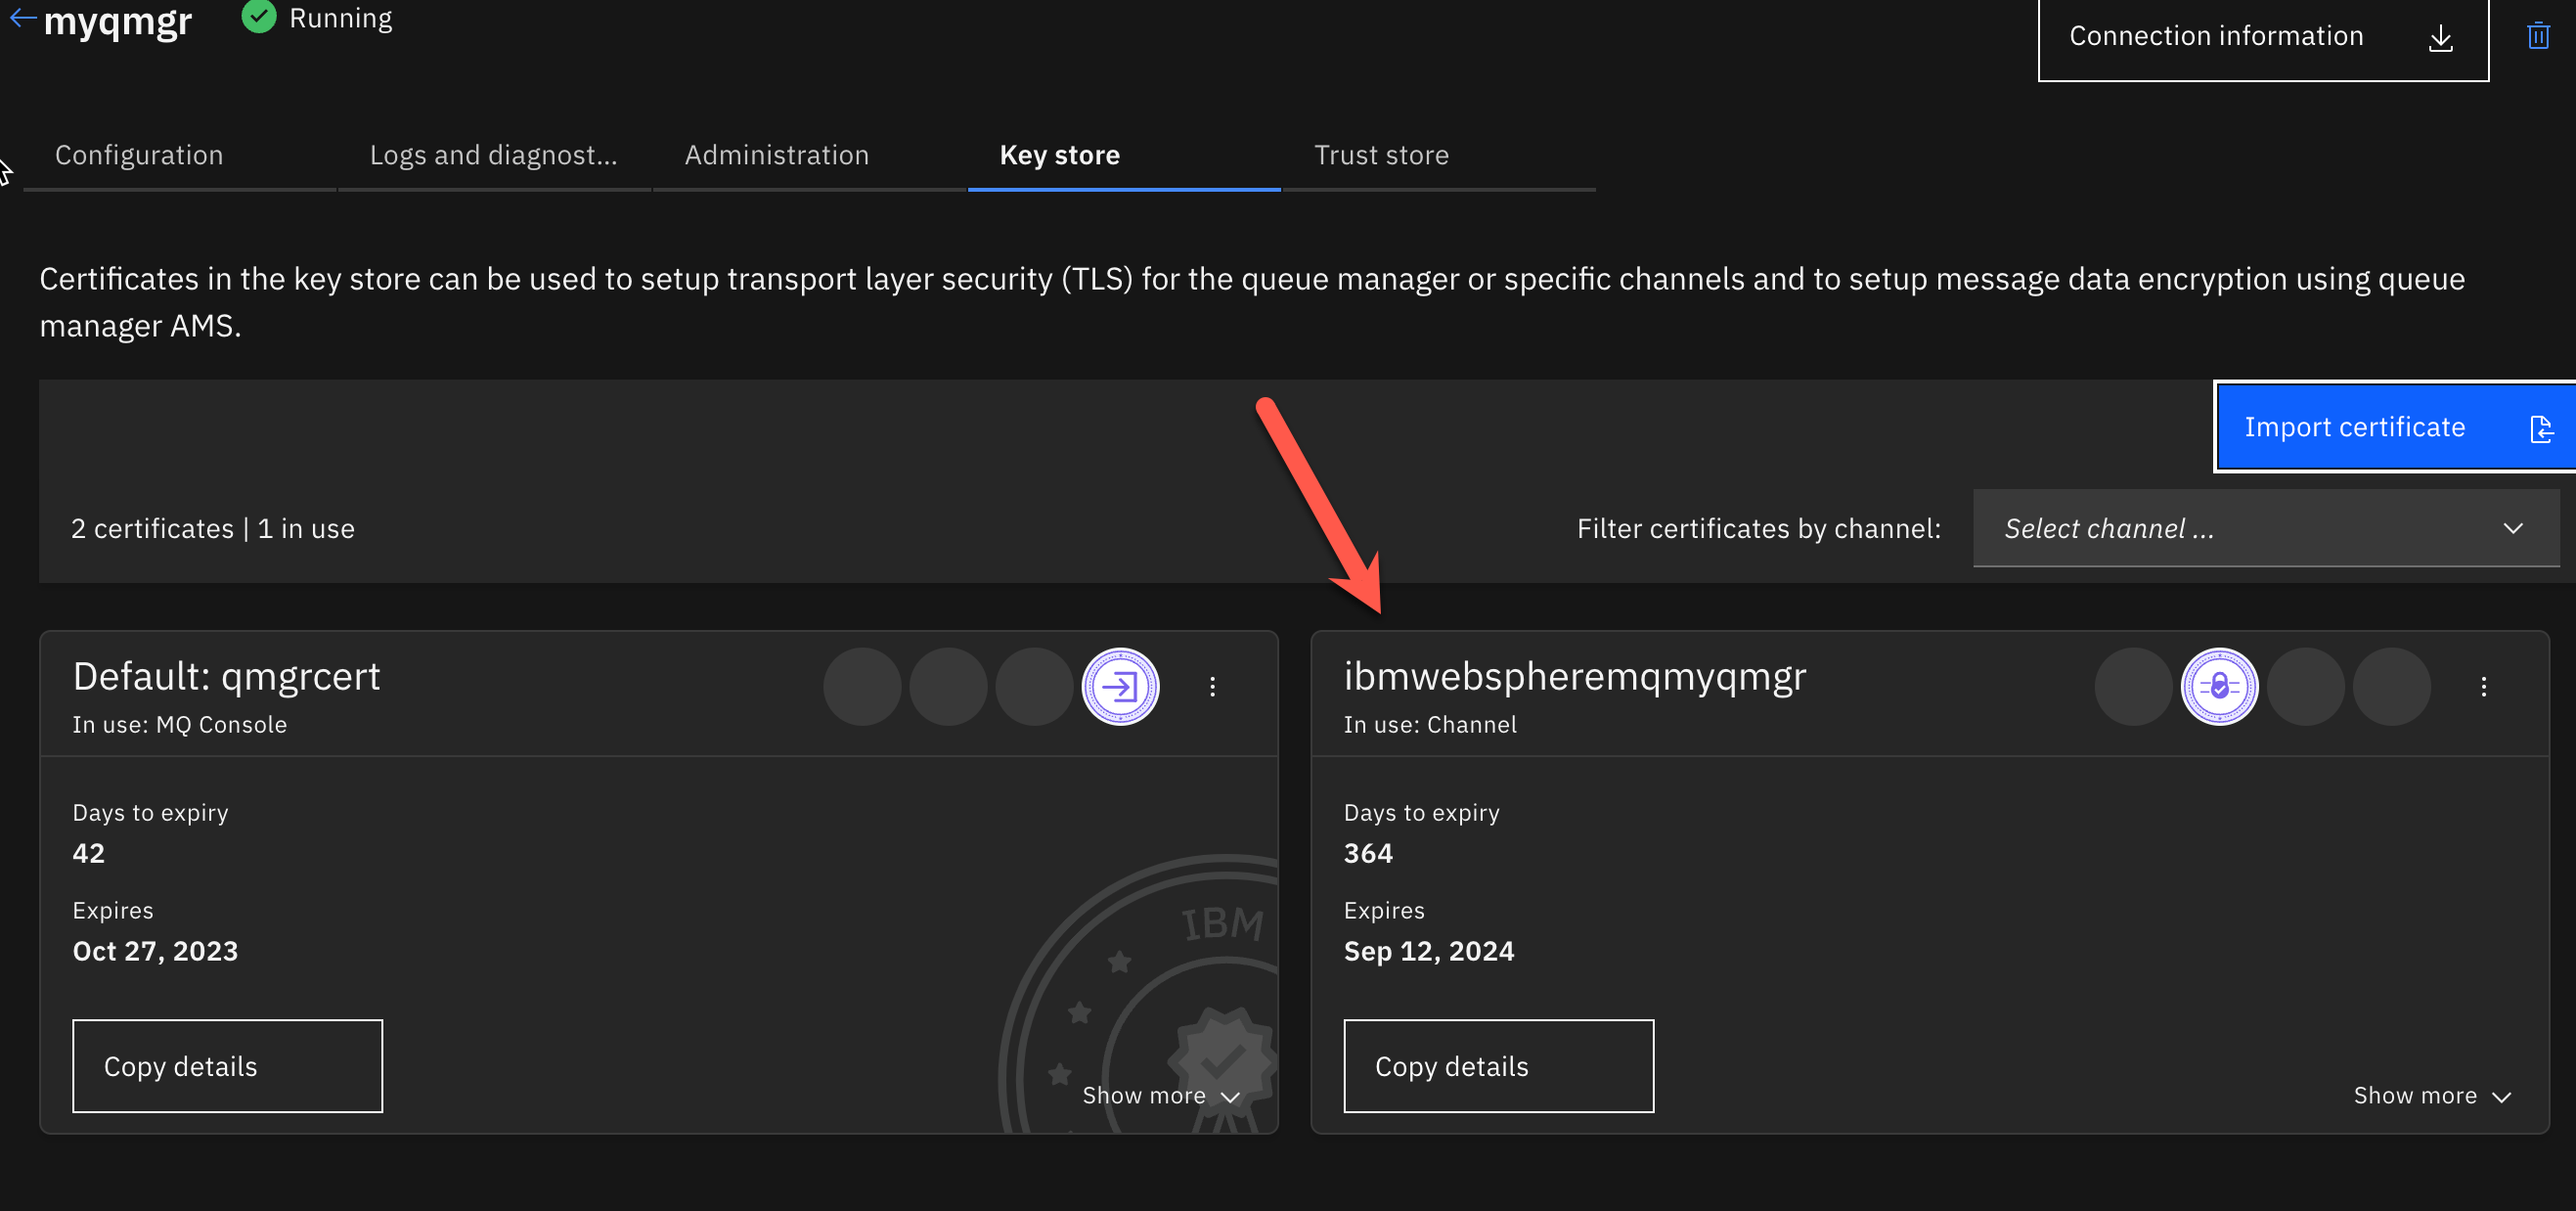 myqmgr
Running
Connection information
Configuration
Logs and diagnost...
Administration
Key store
Trust store
Certificates in the key store can be used to setup transport layer security (TLS) for the queue manager or specific channels and to setup message data encryption using queue
manager AMS.
Import certificate
2 certificates | 1 in use
Filter certificates by channel:
Select channel ...
Default: qmgrcert
In use: MQ Console
Days to expiry
42
Expires
Oct 27, 2023
IBM
Copy details
Show more
ibmwebspheremqmyqmgr
In use: Channel
Days to expiry
364
Expires
Sep 12, 2024
Copy details
Show more